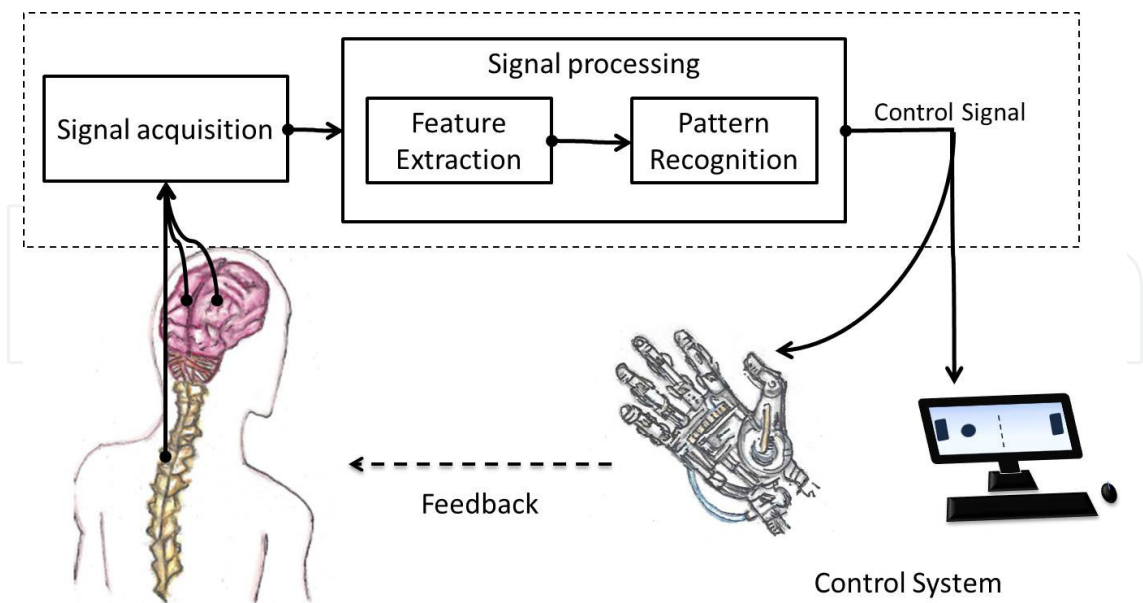 Signal processing
Signal acquisition
Feature
Extraction
Pattern
Recognition
Control Signal
Feedback
Control System